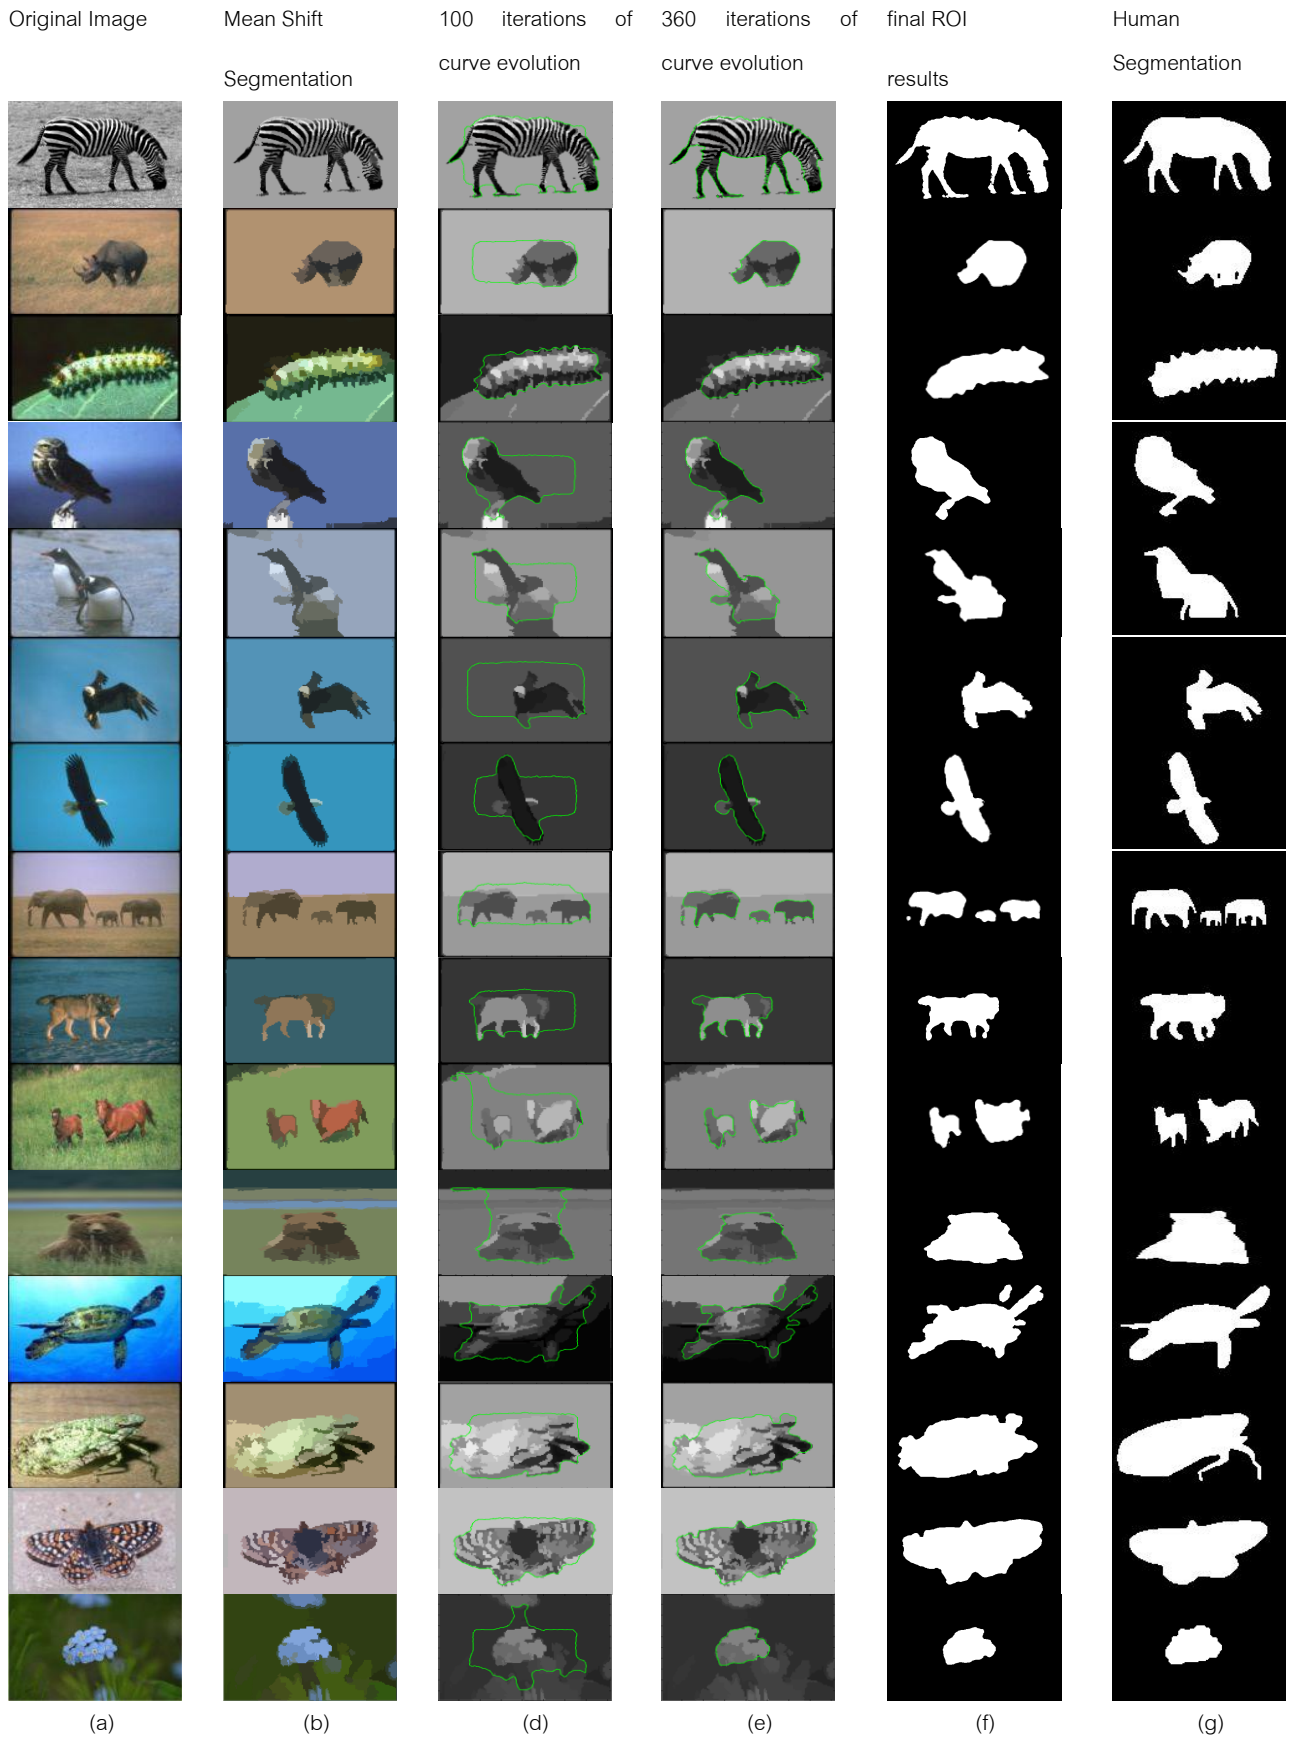 Original Image
Mean Shift
Segmentation
100 iterations of
curve evolution
360 iterations of
curve evolution
final ROI
results
Human
Segmentation
(a)
(b)
(d)
(e)
(f)
(g)